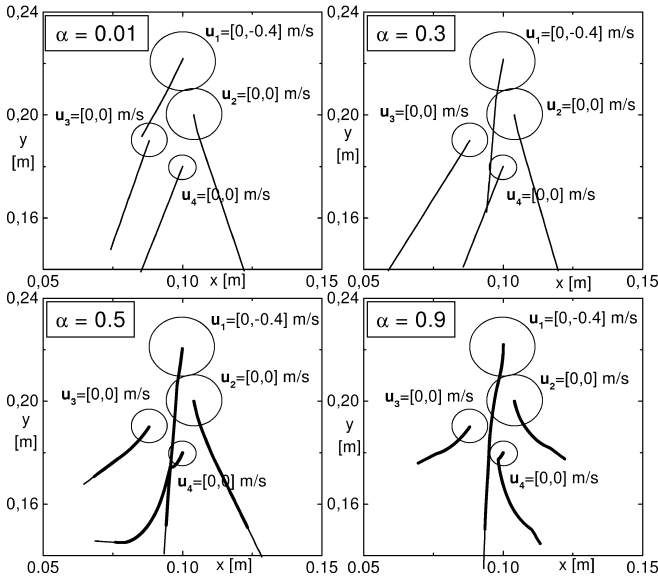 0,24 α = 0.01 u₁=[0,-0.4] m/s
u₂=[0,0] m/s
0,20 u₃=[0,0] m/s
y
[m]
u₄=[0,0] m/s
0,16
0.05 0,10 x [m] 0,15
0,24 α = 0.3 u₁=[0,-0.4] m/s
u₂=[0,0] m/s
0,20 u₃=[0,0] m/s
y
[m]
u₄=[0,0] m/s
0,16
0.05 0,10 x [m] 0.15
0,24 α = 0.5 u₁=[0,-0.4] m/s
u₂=[0,0] m/s
u₃=[0,0] m/s
0,20
y
[m]
u₄=[0,0] m/s
0,16
0.05 0,10 x [m] 0,15
0,24 α = 0.9 u₁=[0,-0.4] m/s
u₂=[0,0] m/s
u₃=[0,0] m/s
0,20
y
[m]
u₄=[0,0] m/s
0,16
0.05 0,10 x [m] 0.15